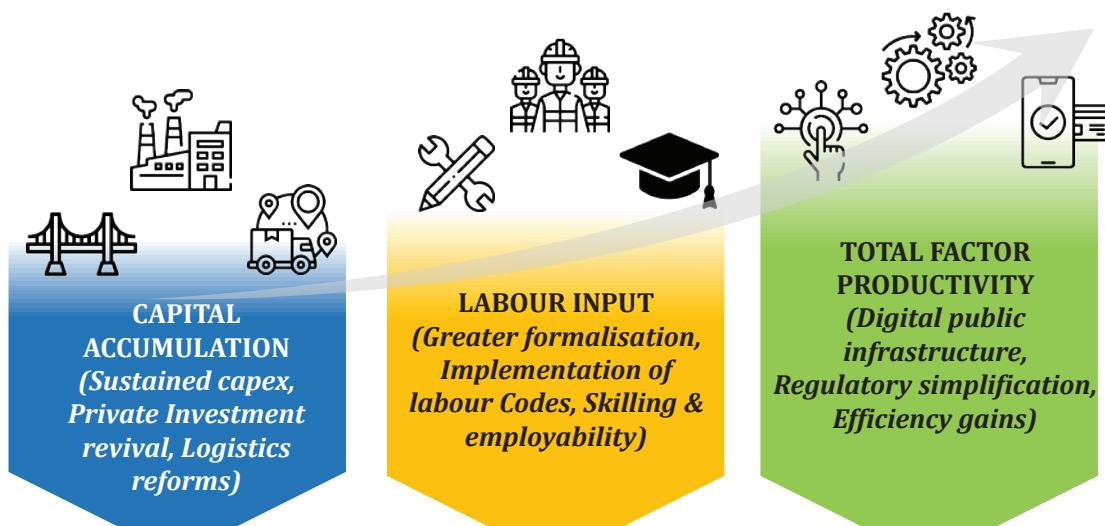 CAPITAL
ACCUMULATION
(Sustained capex,
Private Investment
revival, Logistics
reforms)
LABOUR INPUT
(Greater formalisation,
Implementation of
labour Codes, Skilling &
employability)
TOTAL FACTOR
PRODUCTIVITY
(Digital public
infrastructure,
Regulatory simplification,
Efficiency gains)